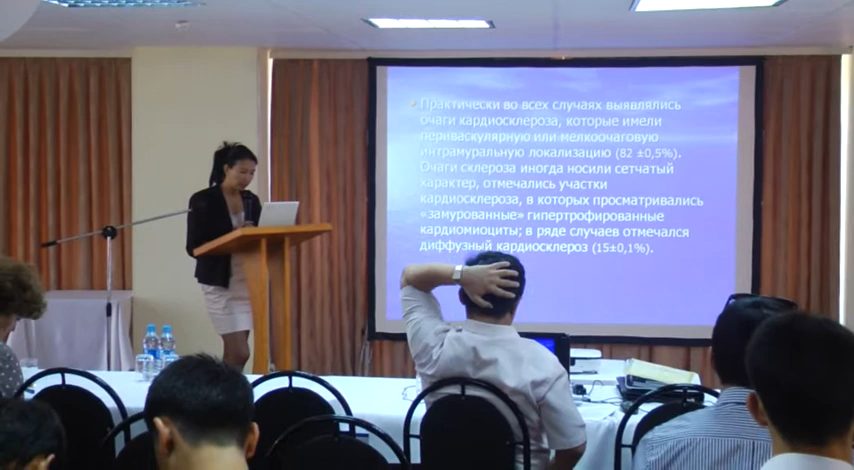 Практически во всех случаях выявлялись
очаги кардиосклероза, которые имели
периваскулярную или мелкоочаговую
интрамуральную локализацию (82 ±0,5%).
Очаги склероза иногда носили сетчатый
характер, отмечались участки
кардиосклероза, в которых просматривались
«замурованные» гипертрофированные
кардиомиоциты; в ряде случаев отмечался
диффузный кардиосклероз (15±0,1%).